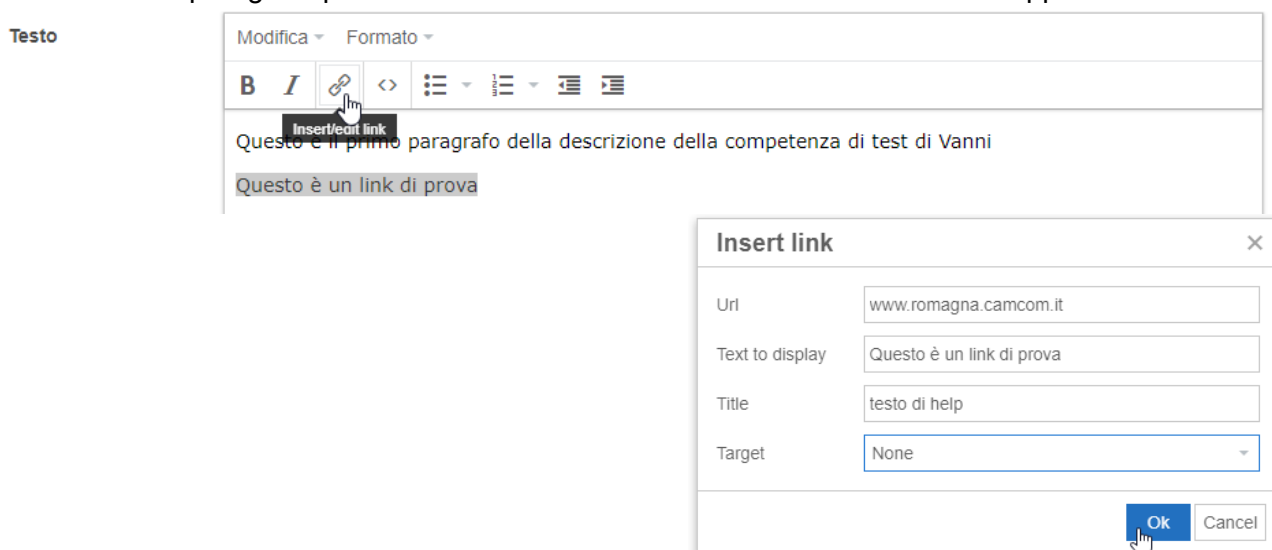 Testo
Modifica Formato
B I
Insert/edit link
Questo è il primo paragrafo della descrizione della competenza di test di Vanni
Questo è un link di prova
Insert link
Url www.romagna.camcom.it
Text to display Questo è un link di prova
Title testo di help
Target None
Ok Cancel